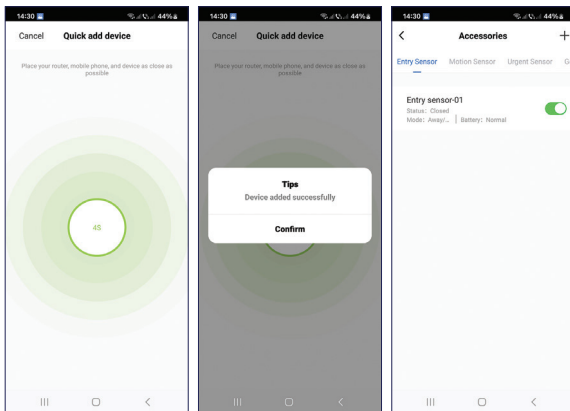 14:30
44%
Cancel Quick add device
Place your router, mobile phone, and device as close as
possible
4S
14:30
44%
Cancel Quick add device
Place your router, mobile phone, and device as close as
possible
Tips
Device added successfully
Confirm
14:30
44%
Accessories
Entry Sensor Motion Sensor Urgent Sensor G
Entry sensor-01
Status: Closed
Mode: Away/... | Battery: Normal